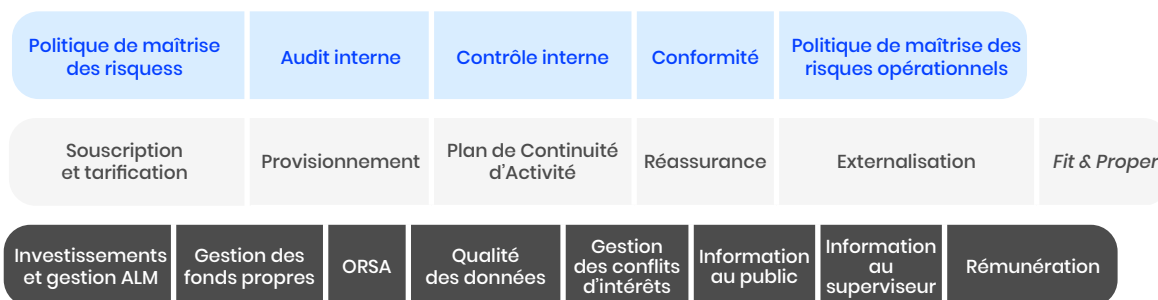 Politique de maîtrise
des risquess
Audit interne
Contrôle interne
Conformité
Politique de maîtrise des
risques opérationnels
Souscription
et tarification
Provisionnement
Plan de Continuité
d'Activité
Réassurance
Externalisation
Fit & Proper
Investissements
et gestion ALM
Gestion des
fonds propres
ORSA
Qualité
des données
Gestion
des conflits
d'intérêts
Information
au public
Information
au
superviseur
Rémunération